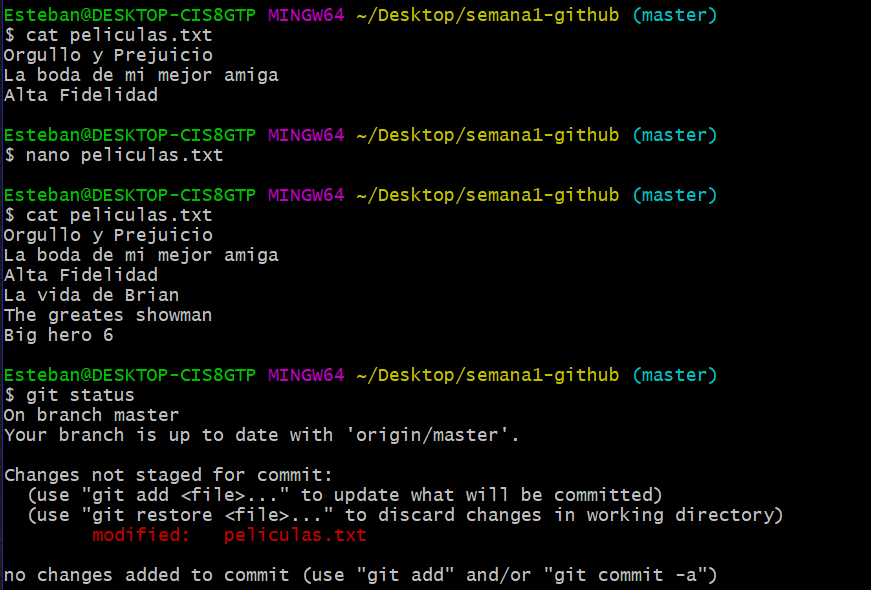 Esteban@DESKTOP-CIS8GTP MINGW64 ~/Desktop/semana1-github (master)
$ cat peliculas.txt
Orgullo y Prejuicio
La boda de mi mejor amiga
Alta Fidelidad
Esteban@DESKTOP-CIS8GTP MINGW64 ~/Desktop/semana1-github (master)
$ nano peliculas.txt
Esteban@DESKTOP-CIS8GTP MINGW64 ~/Desktop/semana1-github (master)
$ cat peliculas.txt
Orgullo y Prejuicio
La boda de mi mejor amiga
Alta Fidelidad
La vida de Brian
The greates showman
Big hero 6
Esteban@DESKTOP-CIS8GTP MINGW64 ~/Desktop/semana1-github (master)
$ git status
On branch master
Your branch is up to date with 'origin/master'.
Changes not staged for commit:
  (use "git add <file>..." to update what will be committed)
  (use "git restore <file>..." to discard changes in working directory)
        modified:   peliculas.txt
no changes added to commit (use "git add" and/or "git commit -a")